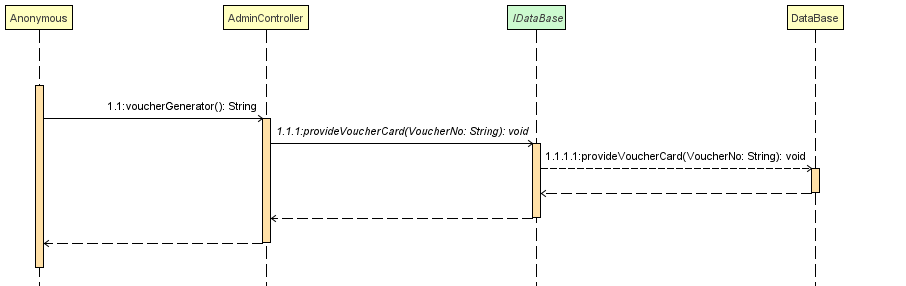 Anonymous
AdminController
IDataBase
DataBase
1.1:voucherGenerator(): String
1.1.1:provideVoucherCard(VoucherNo: String): void
1.1.1.1:provideVoucherCard(VoucherNo: String): void